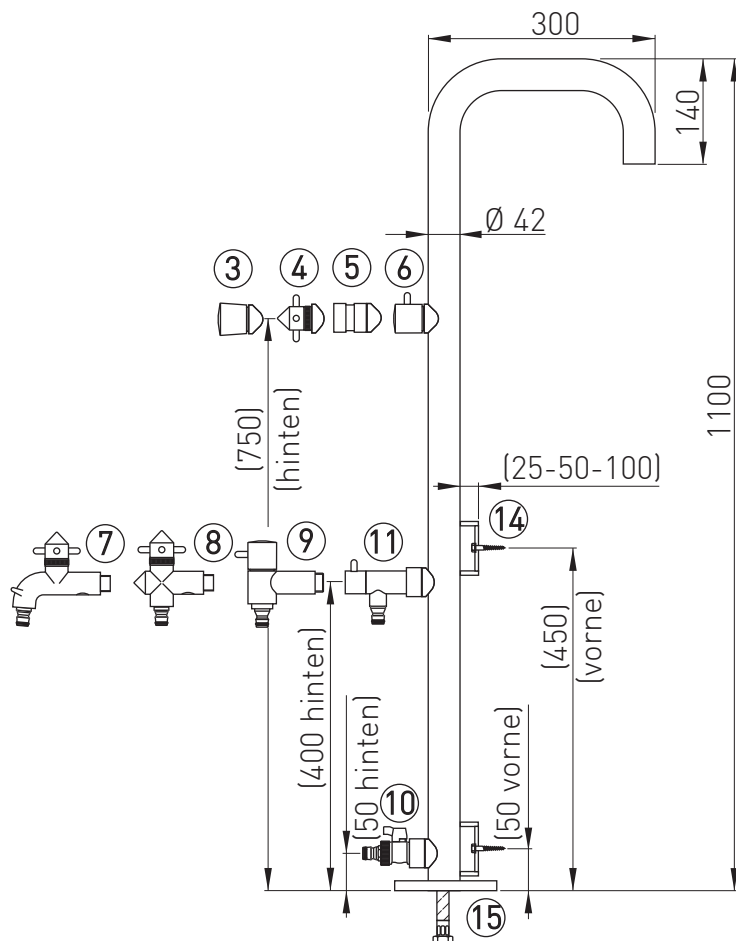 300
140
Ø 42
3
4
5
6
1100
(750)
(hinten)
(25-50-100)
14
7
8
9
11
(450)
(vorne)
(400 hinten)
(50 hinten)
10
(50 vorne)
15